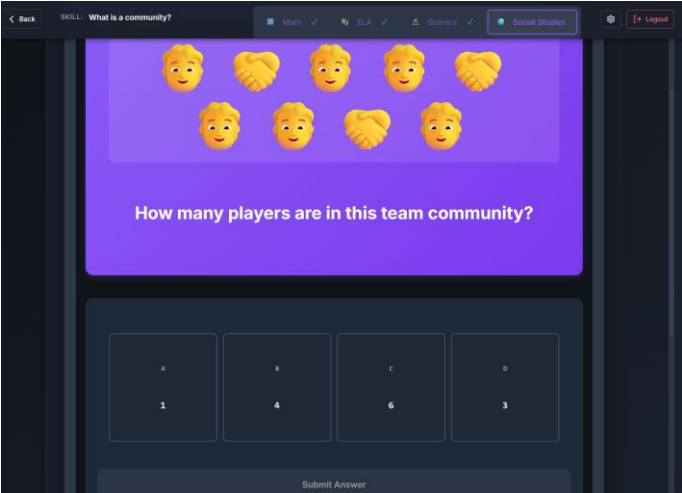 Back
SKILL: What is a community?
Math ✓
ELA ✓
Science ✓
Social Studies
Logout
How many players are in this team community?
A
1
B
4
C
6
D
3
Submit Answer